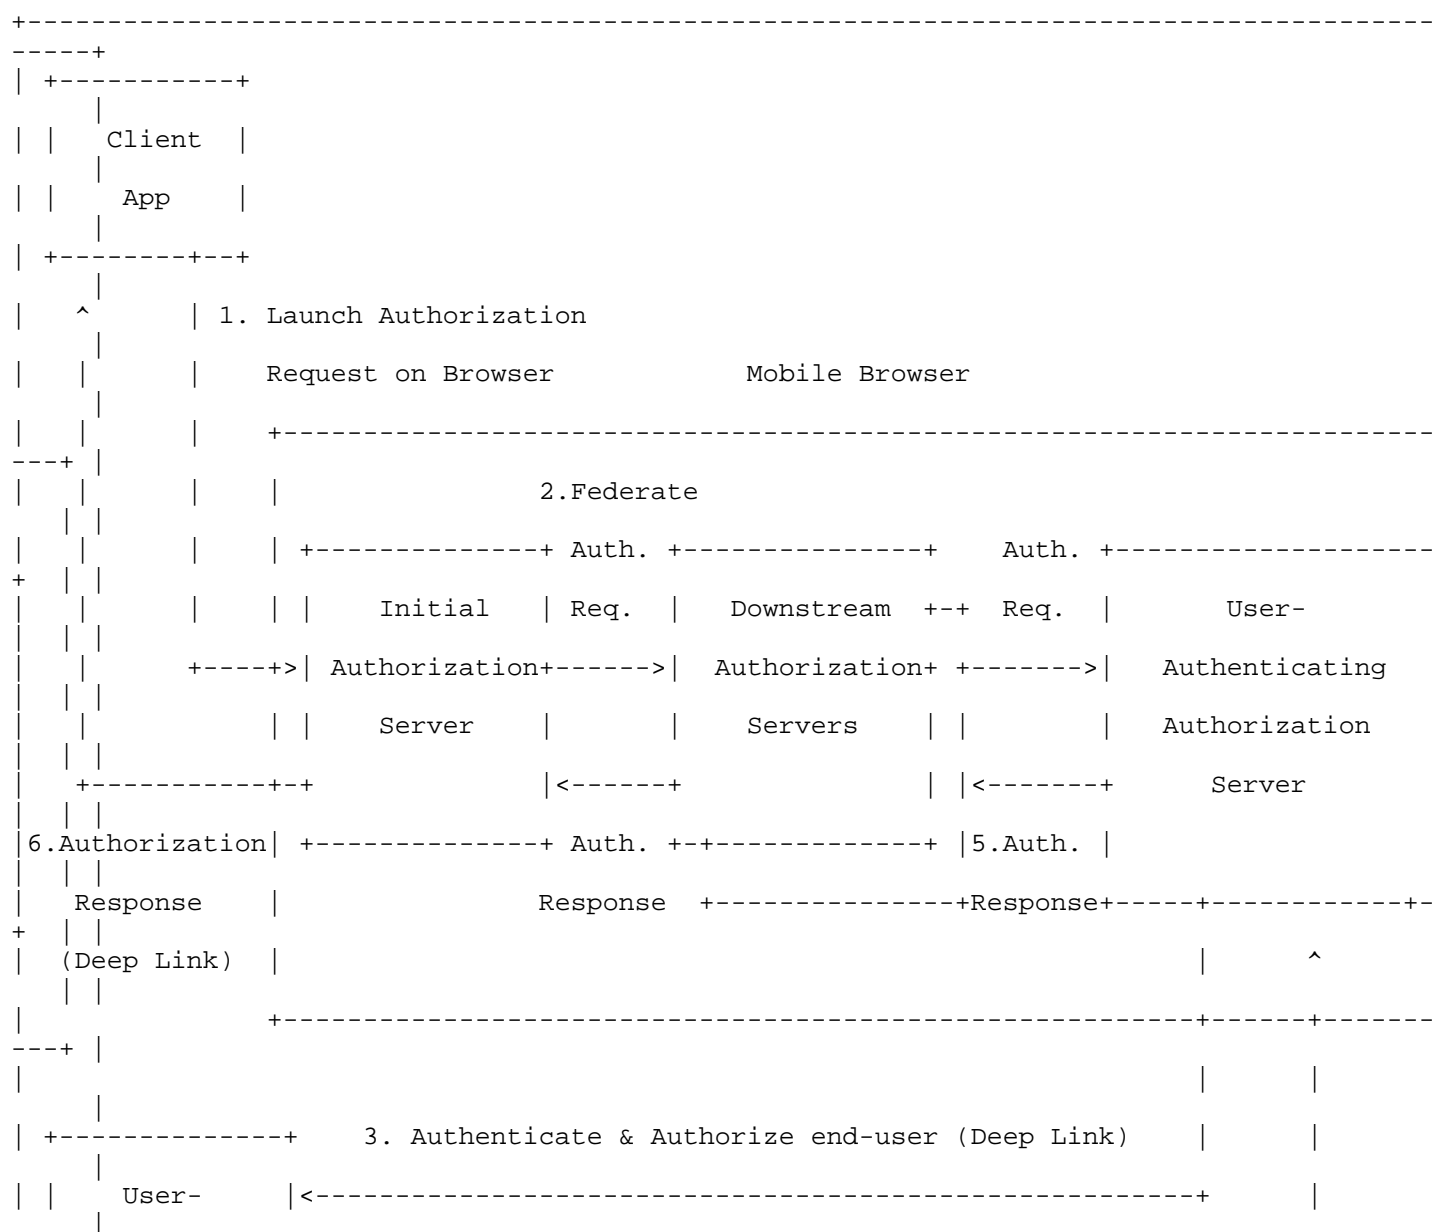 +-----------------------------------------------------------------------------------------
-----+
| +-----------+
     |
| |   Client  |
     |
| |    App    |
     |
| +--------+--+
     |
|   ^      | 1. Launch Authorization
     |
|   |      |    Request on Browser            Mobile Browser
     |
|   |      |    +------------------------------------------------------------------------
---+ |
|   |      |    |                2.Federate
   | |
|   |      |    | +--------------+ Auth. +---------------+    Auth. +--------------------
+  | |
|   |      |    | |    Initial   | Req.  |   Downstream  +-+  Req.  |       User-
|  | |
|   |      +----+>| Authorization+------>|  Authorization+ +------->|   Authenticating
|  | |
|   |           | |    Server    |       |    Servers    | |        |   Authorization
|  | |
|   +-----------+-+              |<------+               | |<-------+      Server
|  | |
|6.Authorization| +--------------+ Auth. +-+-------------+ |5.Auth. |
|  | |
|   Response    |                Response  +---------------+Response+-----+------------+-
+  | |
|  (Deep Link)  |                                                         |      ^
   | |
|               +---------------------------------------------------------+------+-------
---+ |
|                                                                         |      |
     |
| +--------------+    3. Authenticate & Authorize end-user (Deep Link)    |      |
     |
| |    User-     |<-------------------------------------------------------+      |
     |